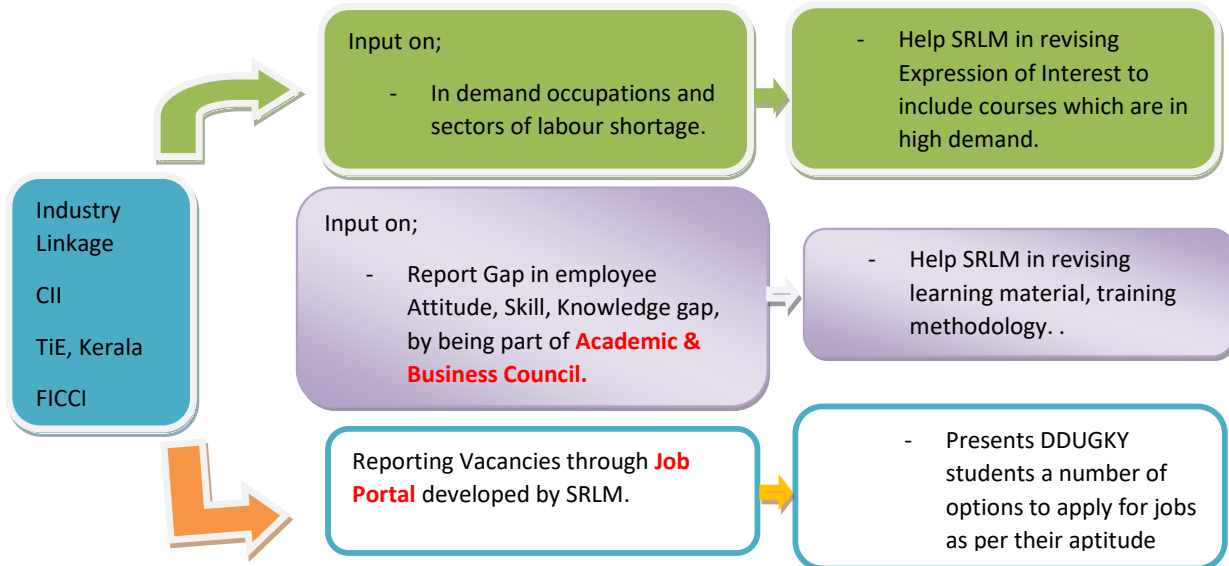 Industry
Linkage
CII
TiE, Kerala
FICCI
Input on;
- In demand occupations and
sectors of labour shortage.
- Help SRLM in revising
Expression of Interest to
include courses which are in
high demand.
Input on;
- Report Gap in employee
Attitude, Skill, Knowledge gap,
by being part of Academic &
Business Council.
- Help SRLM in revising
learning material, training
methodology. .
Reporting Vacancies through Job
Portal developed by SRLM.
- Presents DDUGKY
students a number of
options to apply for jobs
as per their aptitude